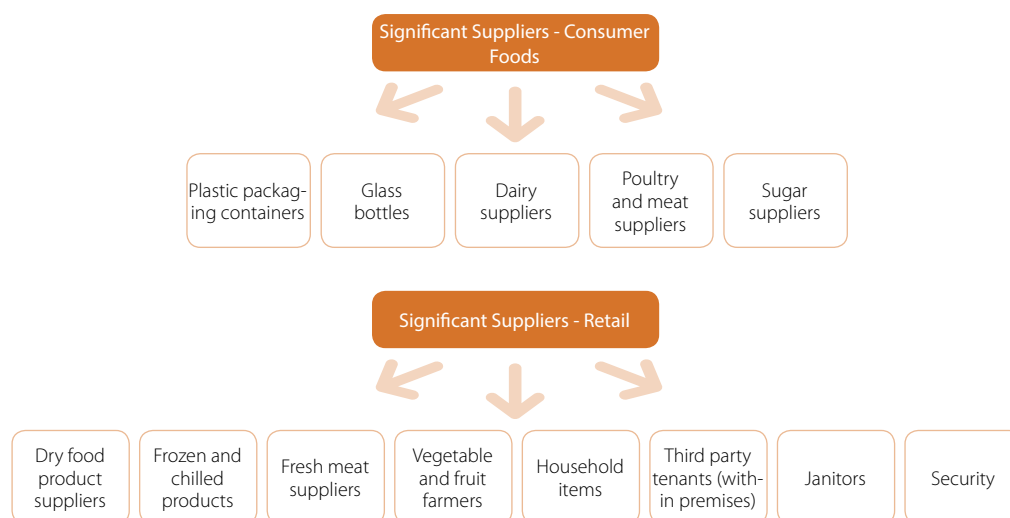 Significant Suppliers - Consumer
Foods
Plastic packag-
ing containers
Glass
bottles
Dairy
suppliers
Poultry
and meat
suppliers
Sugar
suppliers
Significant Suppliers - Retail
Dry food
product
suppliers
Frozen and
chilled
products
Fresh meat
suppliers
Vegetable
and fruit
farmers
Household
items
Third party
tenants (with-
in premises)
Janitors
Security